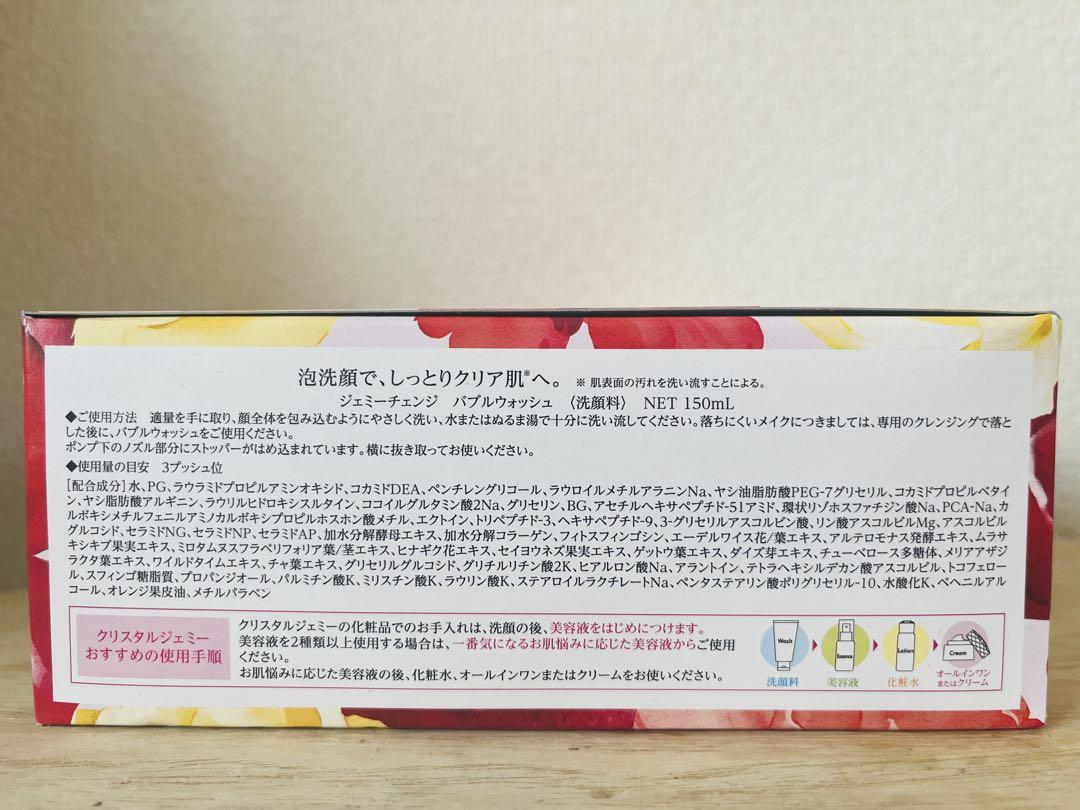 泡洗顔で、しっとりクリア肌※へ。 ※ 肌表面の汚れを洗い流すことによる。
ジェミーチェンジ バブルウォッシュ 〈洗顔料〉 NET 150mL
◆ご使用方法 適量を手に取り、顔全体を包み込むようにやさしく洗い、水またはぬるま湯で十分に洗い流してください。落ちにくいメイクにつきましては、専用のクレンジングで落と
した後に、バブルウォッシュをご使用ください。
ポンプ下のノズル部分にストッパーがはめ込まれています。横に抜き取ってお使いください。
◆使用量の目安 3プッシュ位
[配合成分]水、PG、ラウラミドプロピルアミンオキシド、コカミドDEA、ペンチレングリコール、ラウロイルメチルアラニンNa、ヤシ油脂肪酸PEG-7グリセリル、コカミドプロピルベタイ
ン、ヤシ脂肪酸アルギニン、ラウリルヒドロキシスルタイン、ココイルグルタミン酸2Na、グリセリン、BG、アセチルヘキサペプチド-51アミド、環状リゾホスファチジン酸Na、PCA-Na、カ
ルボキシメチルフェニルアミノカルボキシプロピルホスホン酸メチル、エクトイン、トリペプチド-3、ヘキサペプチド-9、3-グリセリルアスコルビン酸、リン酸アスコルビルMg、アスコルビル
グルコシド、セラミドNG、セラミドNP、セラミドAP、加水分解酵母エキス、加水分解コラーゲン、フィトスフィンゴシン、エーデルワイス花/葉エキス、アルテロモナス発酵エキス、ムラサ
キシキブ果実エキス、ミロタムヌスフラベリフォリア葉/茎エキス、ヒナギク花エキス、セイヨウネズ果実エキス、ゲットウ葉エキス、ダイズ芽エキス、チューベロース多糖体、メリアアザジ
ラクタ葉エキス、ワイルドタイムエキス、チャ葉エキス、グリセリルグルコシド、グリチルリチン酸2K、ヒアルロン酸Na、アラントイン、テトラヘキシルデカン酸アスコルビル、トコフェロー
ル、スフィンゴ糖脂質、プロパンジオール、パルミチン酸K、ミリスチン酸K、ラウリン酸K、ステアロイルラクチレートNa、ペンタステアリン酸ポリグリセリル-10、水酸化K、ベヘニルアル
コール、オレンジ果皮油、メチルパラベン
クリスタルジェミー
おすすめの使用手順
クリスタルジェミーの化粧品でのお手入れは、洗顔の後、美容液をはじめにつけます。
美容液を2種類以上使用する場合は、一番気になるお肌悩みに応じた美容液からご使用
ください。
お肌悩みに応じた美容液の後、化粧水、オールインワンまたはクリームをお使いください。
Wash
Essence
Lotion
Cream
洗顔料
美容液
化粧水
オールインワン
またはクリーム